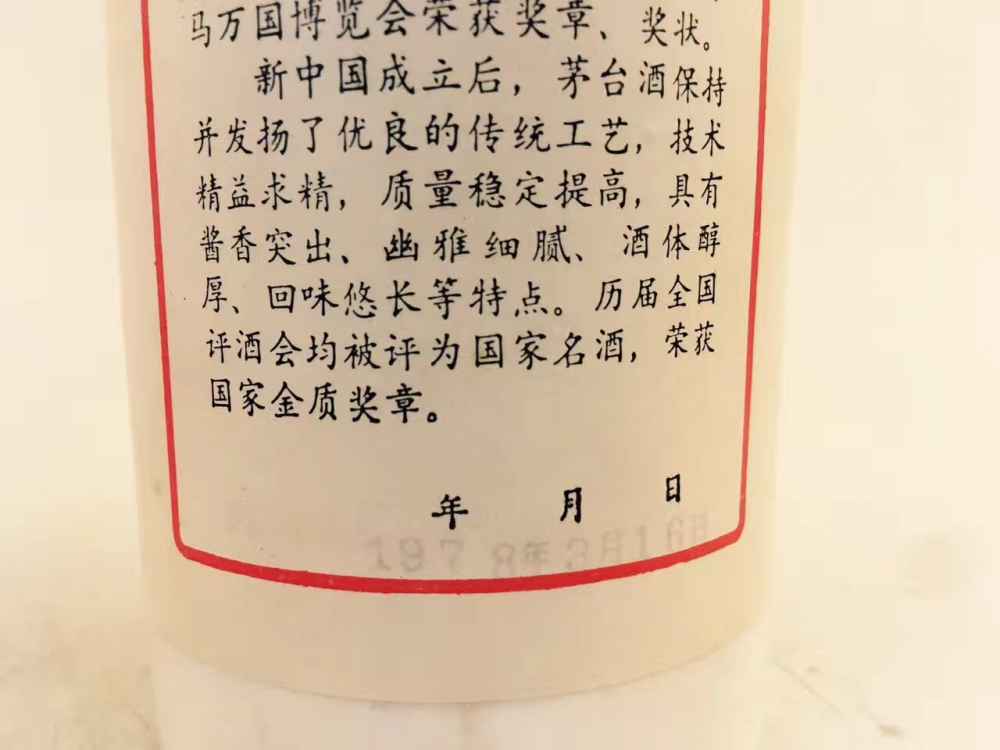 马万国博览会荣获奖章、奖状。
新中国成立后，茅台酒保持
并发扬了优良的传统工艺，技术
精益求精，质量稳定提高，具有
酱香突出、幽雅细腻、酒体醇
厚、回味悠长等特点。历届全国
评酒会均被评为国家名酒，荣获
国家金质奖章。
年 月 日
1978年3月16日